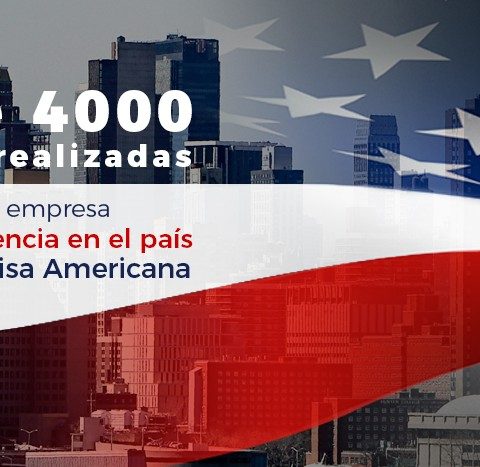 4000
realizadas
empresa
encia en el país
isa Americana